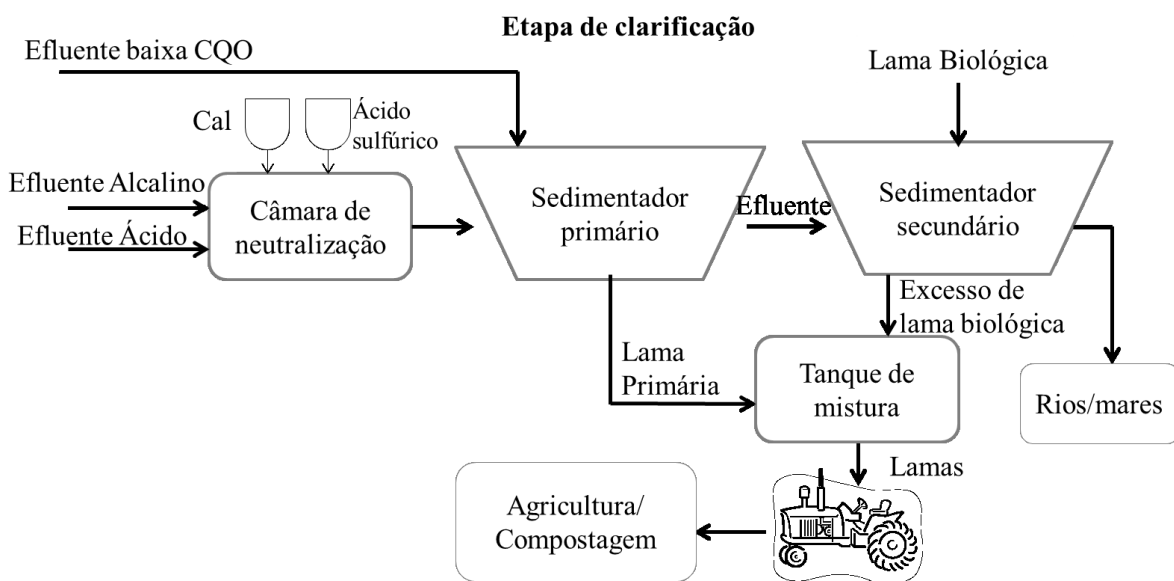 Etapa de clarificação
Efluente baixa CQO
Lama Biológica
Cal
Ácido
sulfúrico
Efluente Alcalino
Efluente Ácido
Câmara de
neutralização
Sedimentador
primário
Efluente
Sedimentador
secundário
Excesso de
lama biológica
Lama
Primária
Tanque de
mistura
Rios/mares
Lamas
Agricultura/
Compostagem